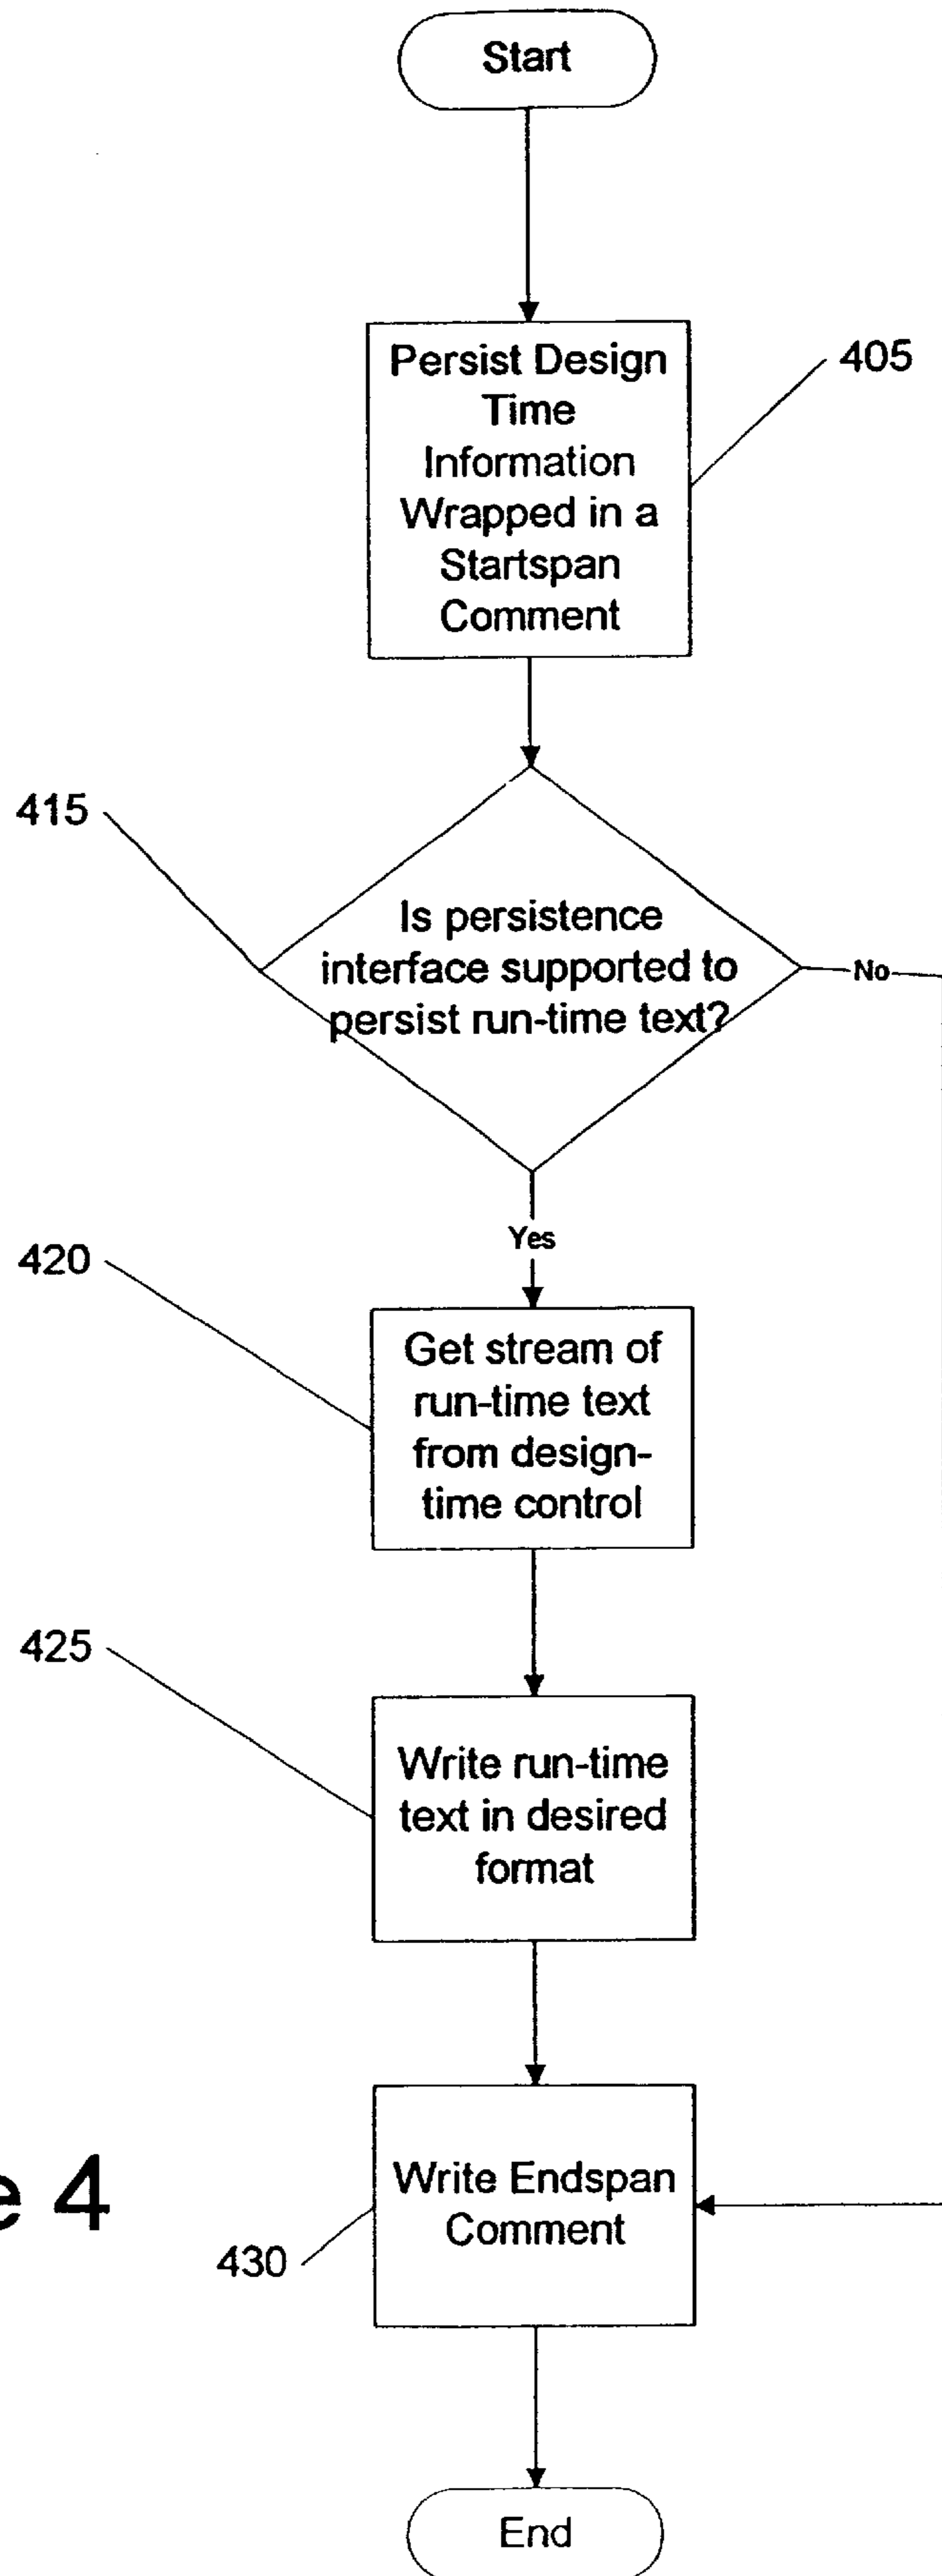 Start
Persist Design
Time
Information
Wrapped in a
Startspan
Comment
405
415
Is persistence
interface supported to
persist run-time text?
No
Yes
420
Get stream of
run-time text
from design-
time control
425
Write run-time
text in desired
format
e 4
Write Endspan
Comment
430
End